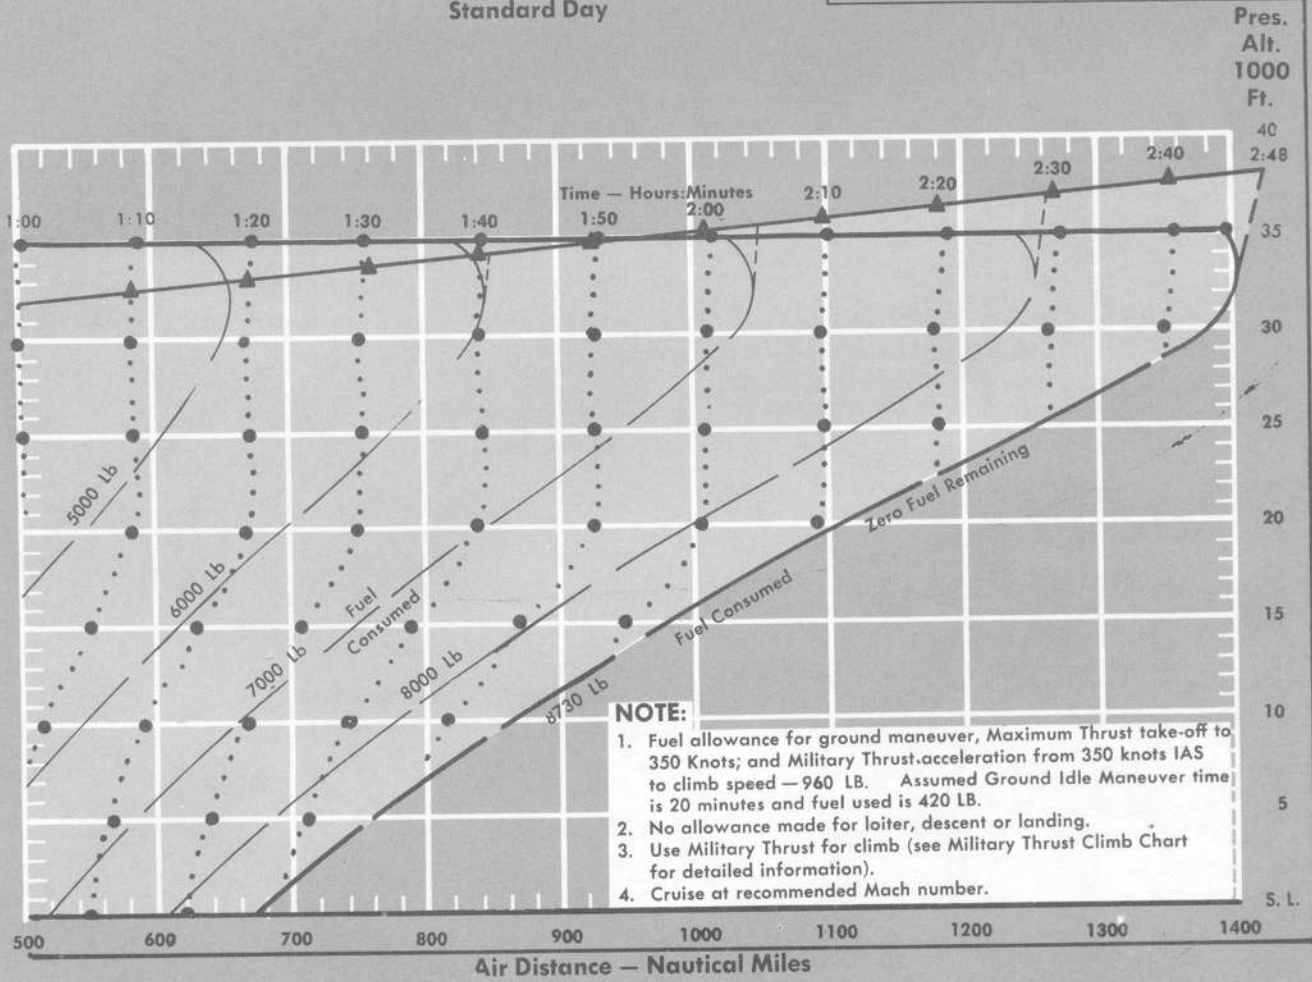 Standard Day
Pres.
Alt.
1000
Ft.
40
2:48
2:40
2:30
2:20
2:10
Time — Hours:Minutes
2:00
1:50
1:40
1:30
1:20
1:10
1:00
35
30
25
20
15
10
5
S. L.
5000 Lb
6000 Lb
7000 Lb
8000 Lb
8730 Lb
Fuel
Consumed
Fuel Consumed
Zero Fuel Remaining
NOTE:
1. Fuel allowance for ground maneuver, Maximum Thrust take-off to
350 Knots; and Military Thrust.acceleration from 350 knots IAS
to climb speed — 960 LB. Assumed Ground Idle Maneuver time
is 20 minutes and fuel used is 420 LB.
2. No allowance made for loiter, descent or landing.
3. Use Military Thrust for climb (see Military Thrust Climb Chart
for detailed information).
4. Cruise at recommended Mach number.
500 600 700 800 900 1000 1100 1200 1300 1400
Air Distance — Nautical Miles